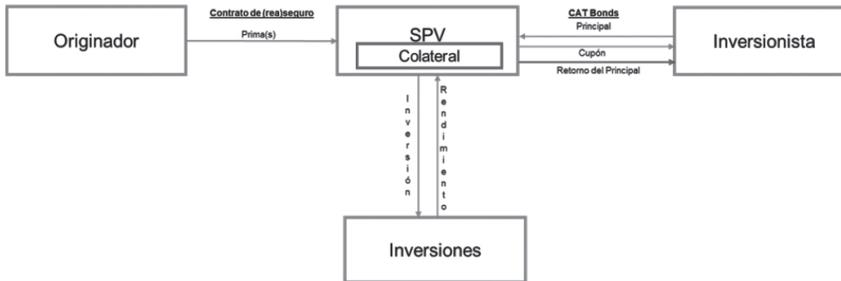 Contrato de (rea)seguro
CAT Bonds
Originador
Prima(s)
SPV
Colateral
Principal
Cupón
Retorno del Principal
Inversionista
Inversión
Rendimiento
Inversiones